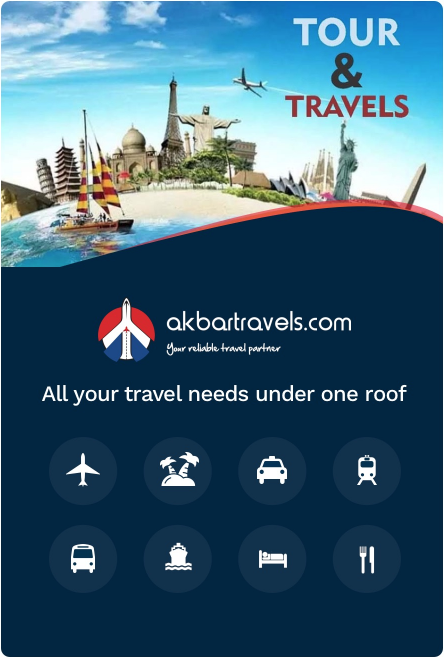 TOUR
&
TRAVELS
akbartravels.com
Your reliable travel partner
All your travel needs under one roof